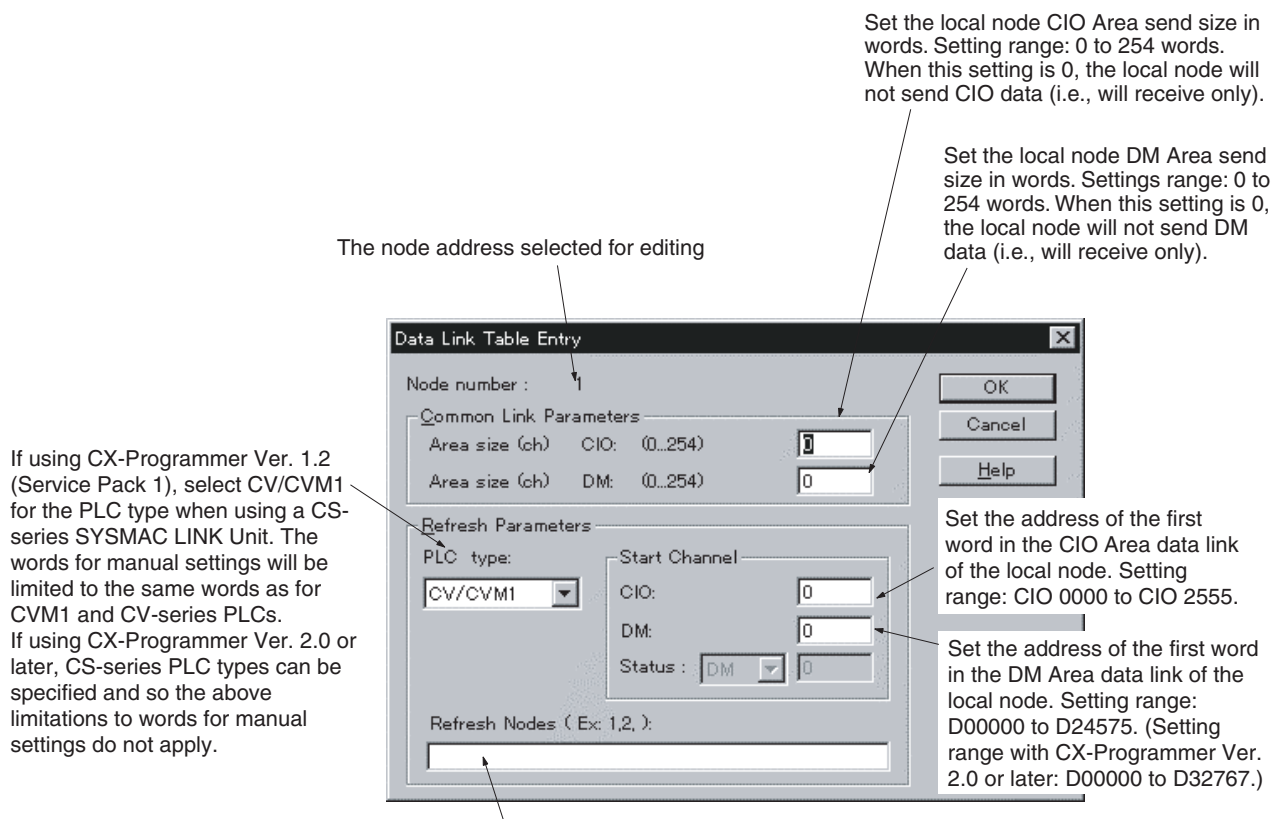 Set the local node CIO Area send size in
words. Setting range: 0 to 254 words.
When this setting is 0, the local node will
not send CIO data (i.e., will receive only).
Set the local node DM Area send
size in words. Settings range: 0 to
254 words. When this setting is 0,
the local node will not send DM
data (i.e., will receive only).
The node address selected for editing
Data Link Table Entry
Node number : 1
OK
Cancel
Help
Common Link Parameters
Area size (ch) CIO: (0...254) 0
Area size (ch) DM: (0...254) 0
If using CX-Programmer Ver. 1.2
(Service Pack 1), select CV/CVM1
for the PLC type when using a CS-
series SYSMAC LINK Unit. The
words for manual settings will be
limited to the same words as for
CVM1 and CV-series PLCs.
If using CX-Programmer Ver. 2.0 or
later, CS-series PLC types can be
specified and so the above
limitations to words for manual
settings do not apply.
Refresh Parameters
PLC type:
CV/CVM1
Start Channel
CIO: 0
DM: 0
Status : DM 0
Refresh Nodes ( Ex: 1,2, ):
Set the address of the first
word in the CIO Area data link
of the local node. Setting
range: CIO 0000 to CIO 2555.
Set the address of the first word
in the DM Area data link of the
local node. Setting range:
D00000 to D24575. (Setting
range with CX-Programmer Ver.
2.0 or later: D00000 to D32767.)